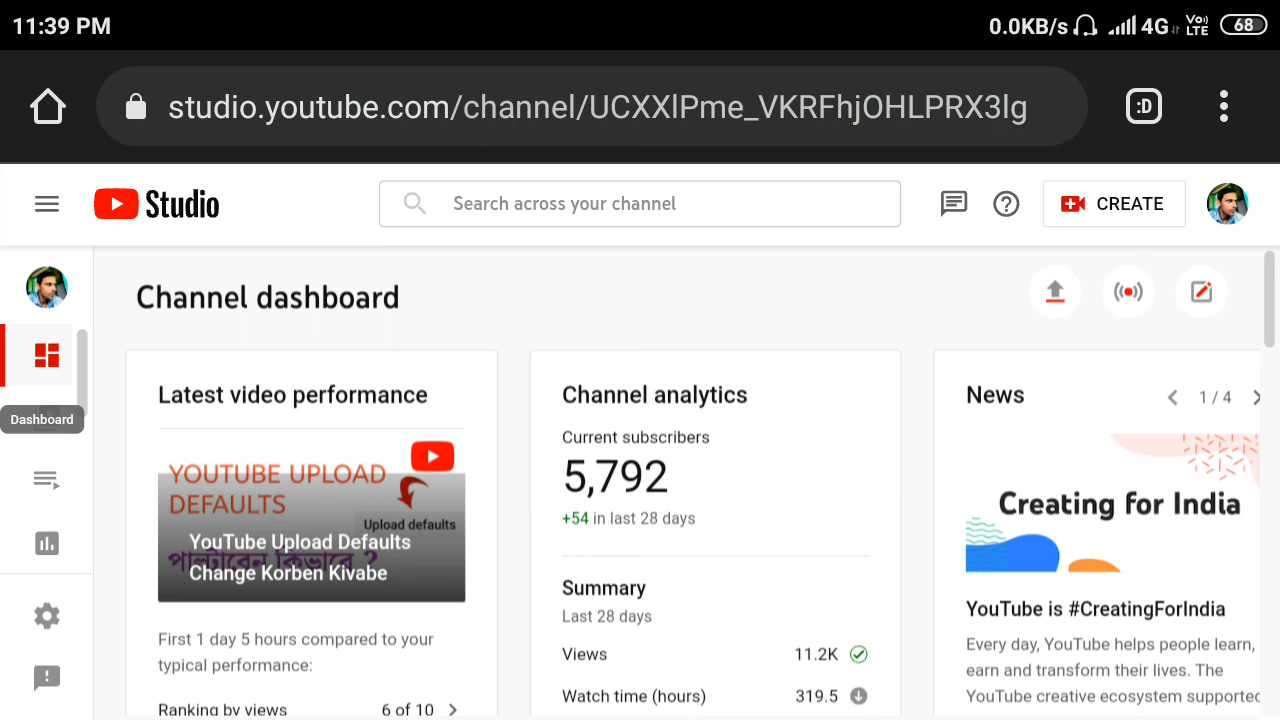 11:39 PM
0.0KB/s 4G Vo) LTE 68
studio.youtube.com/channel/UCXXlPme_VKRFhjOHLPRX3lg
:D
Studio
Search across your channel
CREATE
Channel dashboard
Dashboard
Latest video performance
YOUTUBE UPLOAD
DEFAULTS
Upload defaults
পাল্টাবেন কিভাবে ?
YouTube Upload Defaults
Change Korben Kivabe
First 1 day 5 hours compared to your
typical performance:
Ranking by views 6 of 10
Channel analytics
Current subscribers
5,792
+54 in last 28 days
Summary
Last 28 days
Views 11.2K
Watch time (hours) 319.5
News
1 / 4
Creating for India
YouTube is #CreatingForIndia
Every day, YouTube helps people learn,
earn and transform their lives. The
YouTube creative ecosystem supported